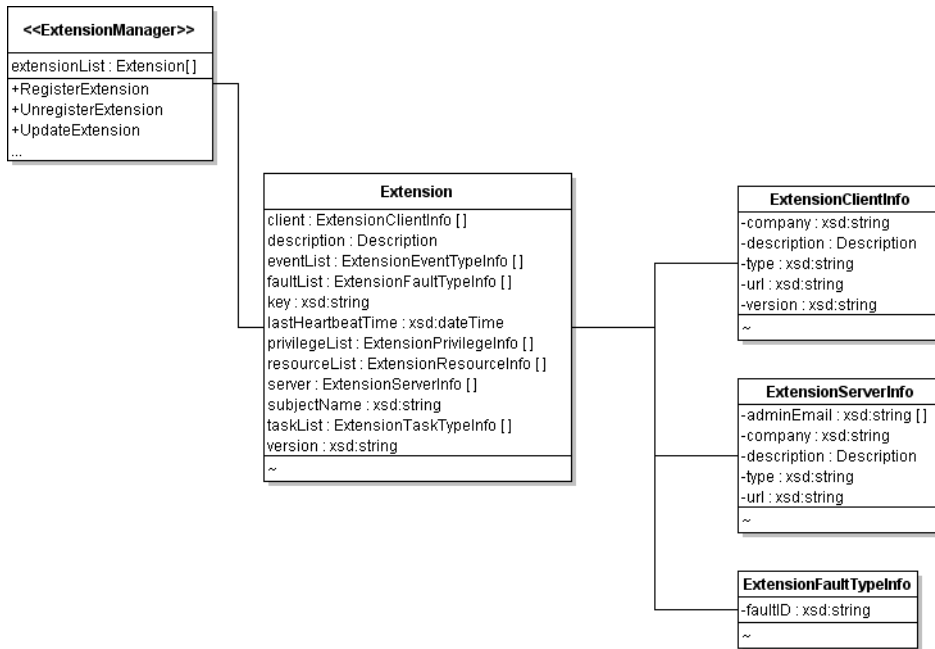 <<ExtensionManager>>
extensionList : Extension[ ]
+RegisterExtension
+UnregisterExtension
+UpdateExtension
...
Extension
client : ExtensionClientInfo [ ]
description : Description
eventList : ExtensionEventTypeInfo [ ]
faultList : ExtensionFaultTypeInfo [ ]
key : xsd:string
lastHeartbeatTime : xsd:dateTime
privilegeList : ExtensionPrivilegeInfo [ ]
resourceList : ExtensionResourceInfo [ ]
server : ExtensionServerInfo [ ]
subjectName : xsd:string
taskList : ExtensionTaskTypeInfo [ ]
version : xsd:string
~
ExtensionClientInfo
-company : xsd:string
-description : Description
-type : xsd:string
-url : xsd:string
-version : xsd:string
~
ExtensionServerInfo
-adminEmail : xsd:string [ ]
-company : xsd:string
-description : Description
-type : xsd:string
-url : xsd:string
~
ExtensionFaultTypeInfo
-faultID : xsd:string
~